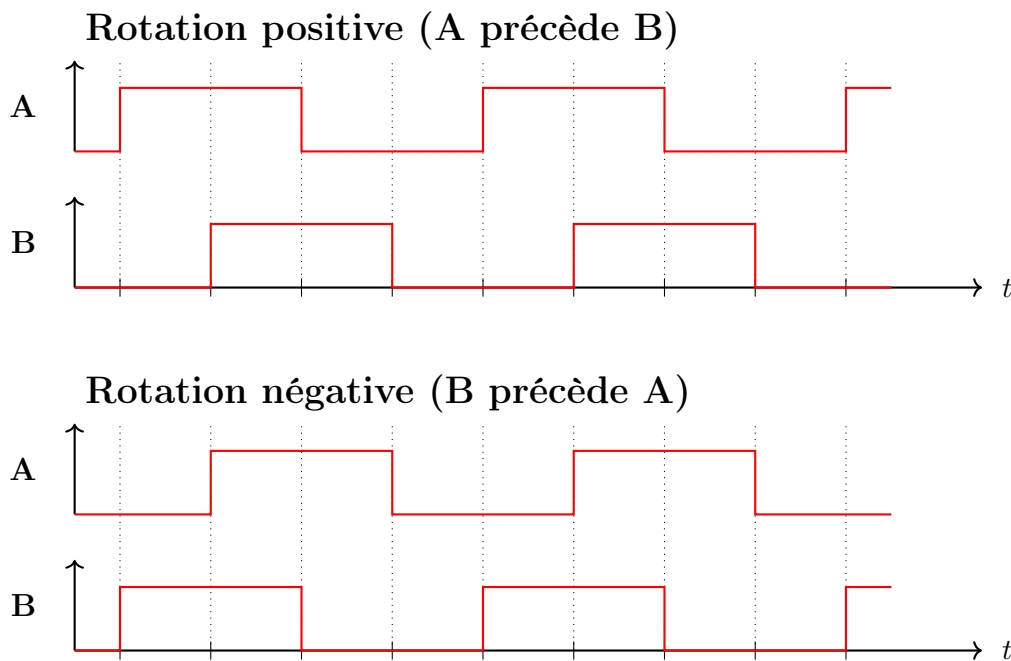 Rotation positive (A précède B)
A
B
t
Rotation négative (B précède A)
A
B
t